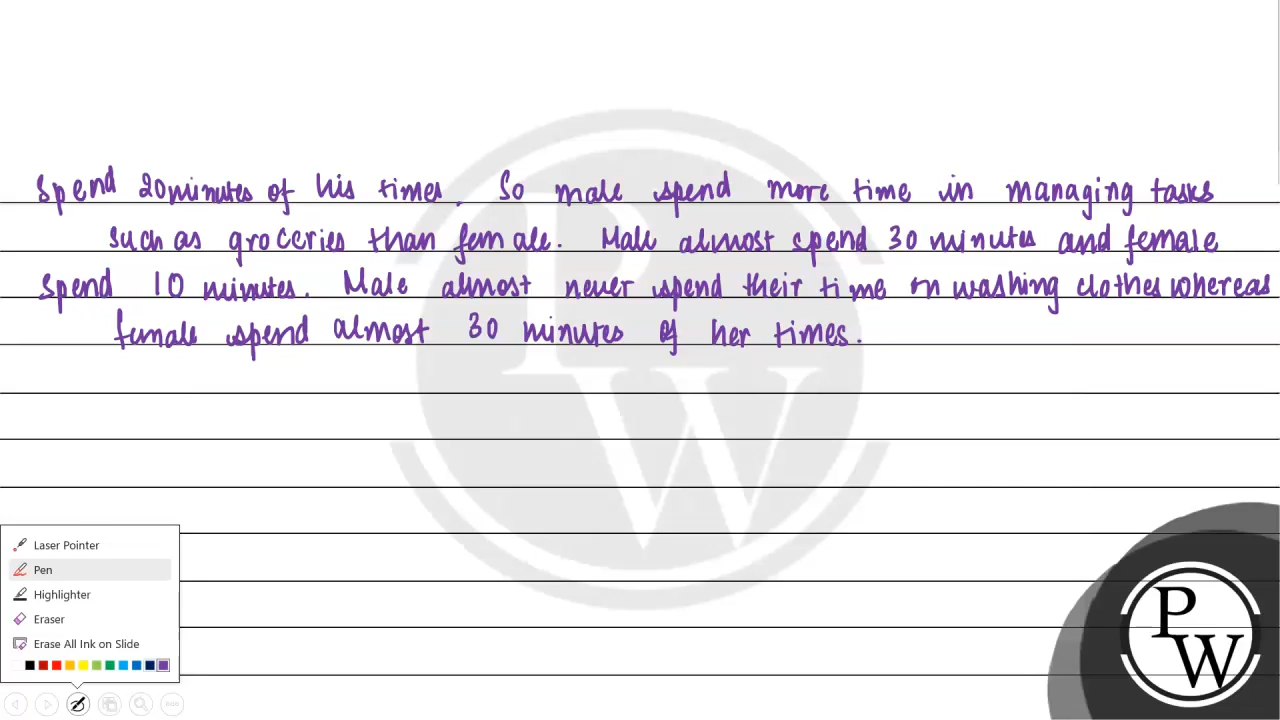 Spend 20 minutes of his times. So male spend more time in managing tasks
such as groceries than female. Male almost spend 30 minutes and female
spend 10 minutes. Male almost never spend their time on washing clothes whereas
female spend almost 30 minutes of her times.
Laser Pointer
Pen
Highlighter
Eraser
Erase All Ink on Slide
P
W
P
W